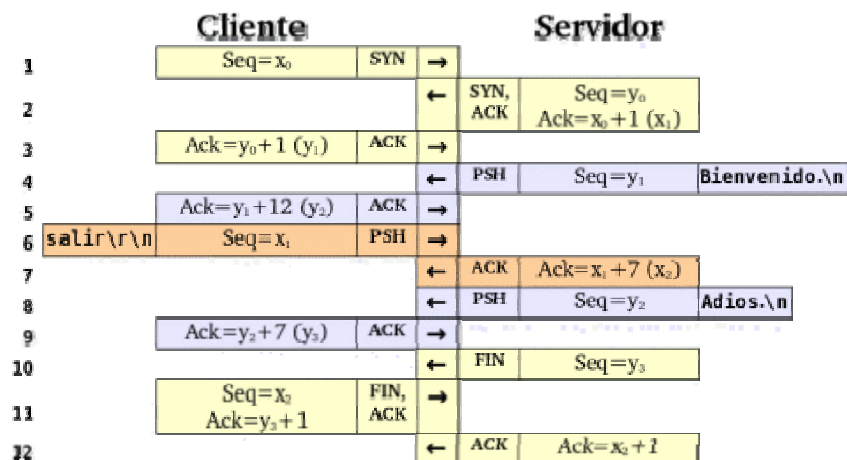 Cliente Servidor
1 Seq=x₀ SYN →
2 ← SYN, ACK Seq=y₀ Ack=x₀+1 (x₁)
3 Ack=y₀+1 (y₁) ACK →
4 ← PSH Seq=y₁ Bienvenido.\n
5 Ack=y₁+12 (y₂) ACK →
6 salir\r\n Seq=x₁ PSH →
7 ← ACK Ack=x₁+7 (x₂)
8 ← PSH Seq=y₂ Adios.\n
9 Ack=y₂+7 (y₃) ACK →
10 ← FIN Seq=y₃
11 Seq=x₂ Ack=y₃+1 FIN, ACK →
12 ← ACK Ack=x₂+1